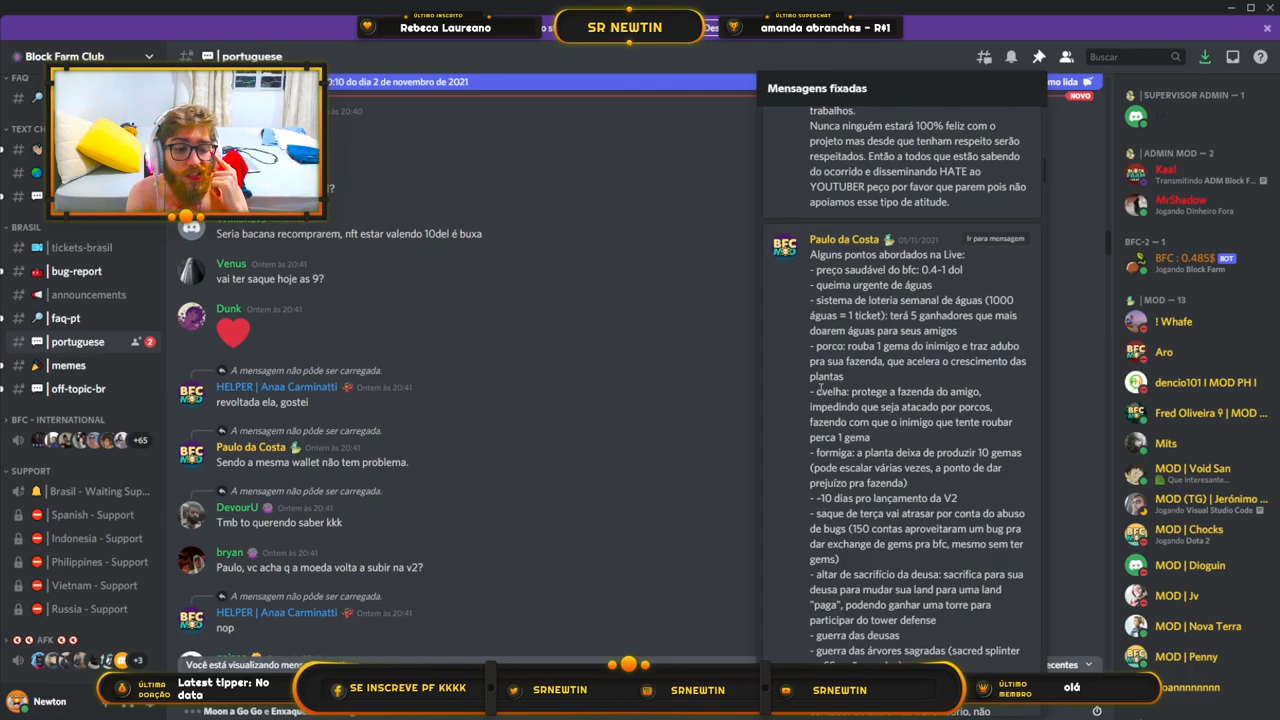 ÚLTIMO INSCRITO
Rebeca Laureano
SR NEWTIN
ÚLTIMO SUPERCHAT
amanda abranches - R$1
Block Farm Club
portuguese
Buscar
:10 do dia 2 de novembro de 2021
mo lida
NOVO
FAQ
TEXT CH
BRASIL
tickets-brasil
bug-report
announcements
faq-pt
portuguese
2
memes
off-topic-br
BFC - INTERNATIONAL
+65
SUPPORT
Brasil - Waiting Sup...
Spanish - Support
Indonesia - Support
Philippines - Support
Vietnam - Support
Russia - Support
AFK
+3
Newton
às 20:40
Seria bacana recomprarem, nft estar valendo 10del é buxa
Venus Ontem às 20:41
vai ter saque hoje as 9?
Dunk Ontem às 20:41
A mensagem não pôde ser carregada.
HELPER | Anaa Carminatti Ontem às 20:41
revoltada ela, gostei
A mensagem não pôde ser carregada.
Paulo da Costa Ontem às 20:41
Sendo a mesma wallet não tem problema.
A mensagem não pôde ser carregada.
DevourU Ontem às 20:41
Tmb to querendo saber kkk
bryan Ontem às 20:41
Paulo, vc acha q a moeda volta a subir na v2?
A mensagem não pôde ser carregada.
HELPER | Anaa Carminatti Ontem às 20:41
nop
Você está visualizando mens
ecentes
Mensagens fixadas
trabalhos.
Nunca ninguém estará 100% feliz com o
projeto mas desde que tenham respeito serão
respeitados. Então a todos que estão sabendo
do ocorrido e disseminando HATE ao
YOUTUBER peço por favor que parem pois não
apoiamos esse tipo de atitude.
Paulo da Costa 01/11/2021
Ir para mensagem
Alguns pontos abordados na Live:
- preço saudável do bfc: 0.4-1 dol
- queima urgente de águas
- sistema de loteria semanal de águas (1000
águas = 1 ticket): terá 5 ganhadores que mais
doarem águas para seus amigos
- porco: rouba 1 gema do inimigo e traz adubo
pra sua fazenda, que acelera o crescimento das
plantas
- ovelha: protege a fazenda do amigo,
impedindo que seja atacado por porcos,
fazendo com que o inimigo que tente roubar
perca 1 gema
- formiga: a planta deixa de produzir 10 gemas
(pode escalar várias vezes, a ponto de dar
prejuízo pra fazenda)
- -10 dias pro lançamento da V2
- saque de terça vai atrasar por conta do abuso
de bugs (150 contas aproveitaram um bug pra
dar exchange de gems pra bfc, mesmo sem ter
gems)
- altar de sacrifício da deusa: sacrifica para sua
deusa para mudar sua land para uma land
"paga", podendo ganhar uma torre para
participar do tower defense
- guerra das deusas
- guerra das árvores sagradas (sacred splinter
SUPERVISOR ADMIN — 1
ADMIN MOD — 2
Kaal
Transmitindo ADM Block F...
MrShadow
Jogando Dinheiro Fora
BFC-2 — 1
BFC : 0.485$ BOT
Jogando Block Farm
MOD — 13
! Whafe
Aro
dencio101 I MOD PH I
Fred Oliveira | MOD ...
Mits
MOD | Void San
Que interessante...
MOD (TG) | Jerónimo ...
Jogando Visual Studio Code
MOD | Chocks
Jogando Dota 2
MOD | Dioguin
MOD | Jv
MOD | Nova Terra
MOD | Penny
ÚLTIMA
DOAÇÃO
Latest tipper: No
data
SE INSCREVE PF KKKK
SRNEWTIN
SRNEWTIN
SRNEWTIN
ÚLTIMO
MEMBRO
olá
Moon a Go Go e Enxaq